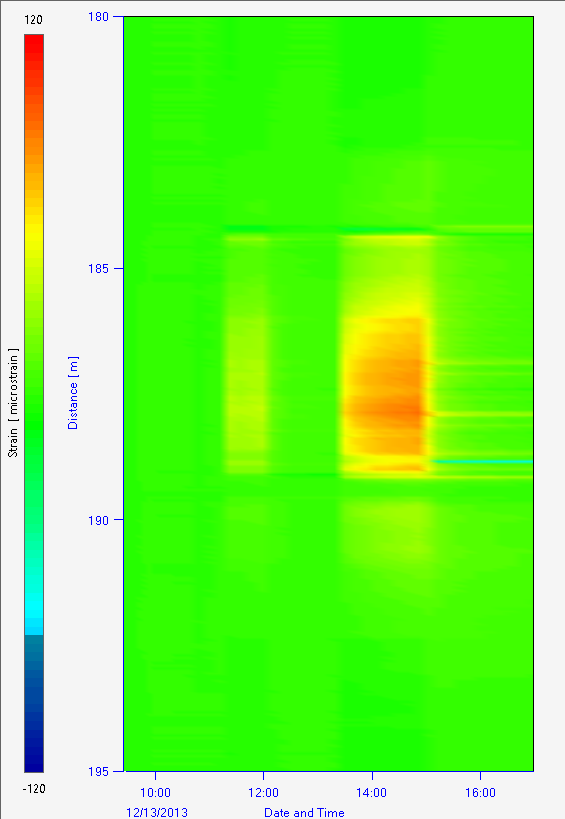 120
180
185
Strain [ microstrain ]
Distance [ m ]
190
195
-120
10:00 12:00 14:00 16:00
12/13/2013 Date and Time